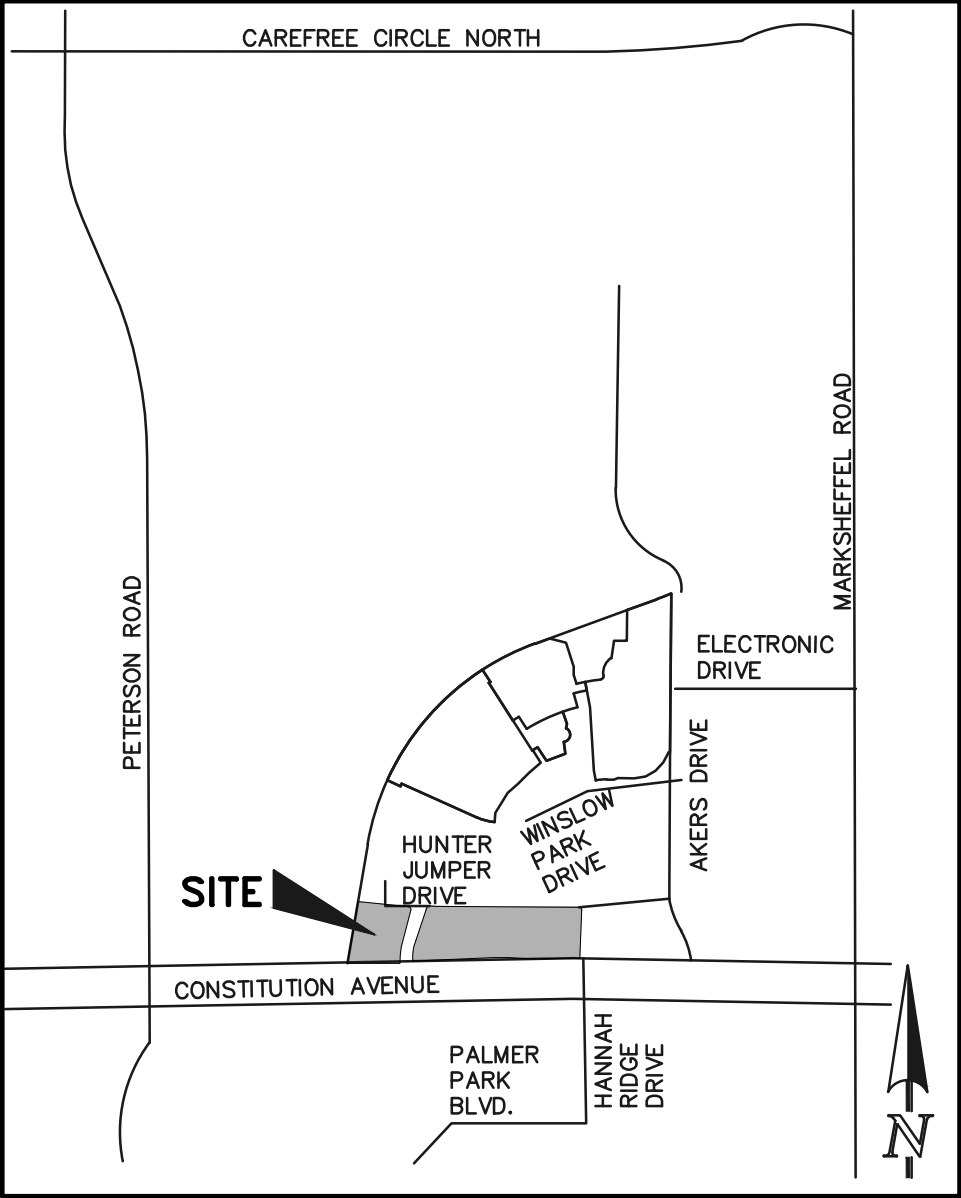 CAREFREE CIRCLE NORTH
MARKSHEFFEL ROAD
PETERSON ROAD
ELECTRONIC
DRIVE
AKERS DRIVE
WINSLOW
PARK
DRIVE
HUNTER
JUMPER
DRIVE
SITE
CONSTITUTION AVENUE
HANNAH
RIDGE
DRIVE
PALMER
PARK
BLVD.
N